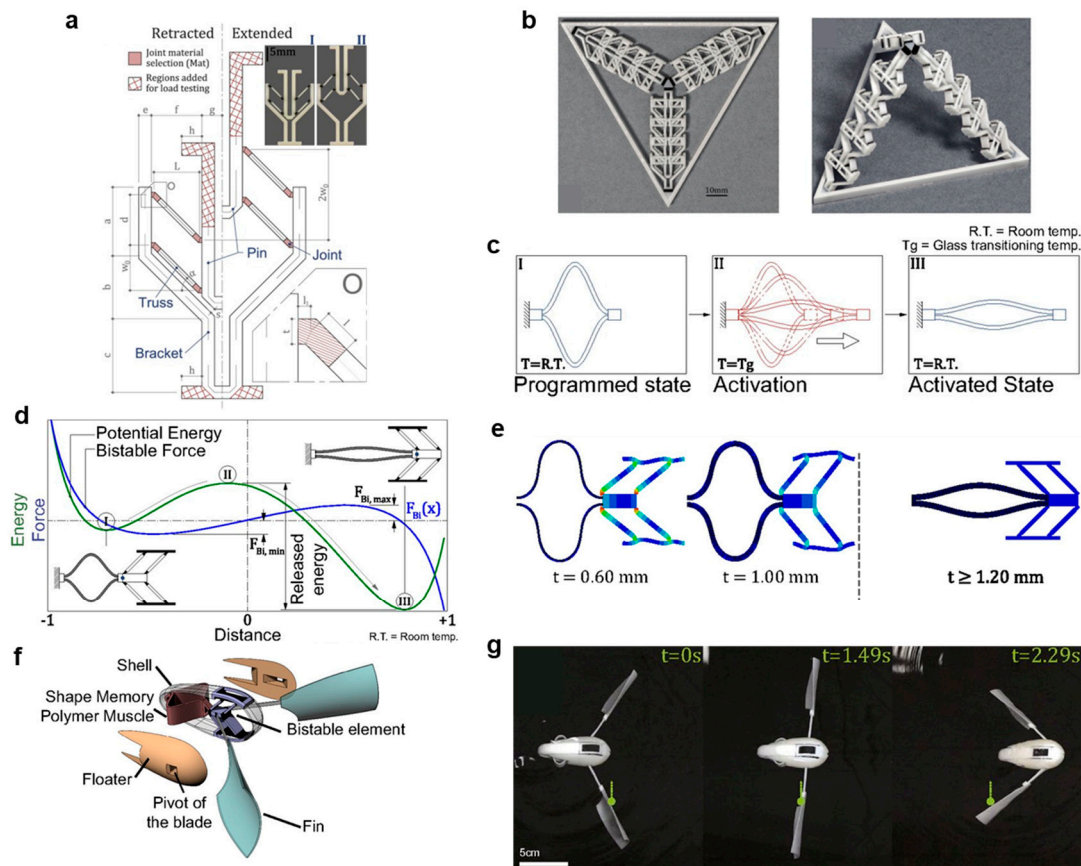 a
Retracted
Extended
Joint material
selection (Mat)
Regions added
for load testing
5mm
I
II
e
f
g
h
L
O
a
d
w₀
b
α
s
c
h
2w₀
Pin
Joint
Truss
Bracket
O
l
t
b
10mm
c
R.T. = Room temp.
Tg = Glass transitioning temp.
I
T=R.T.
Programmed state
II
T=Tg
Activation
III
T=R.T.
Activated State
d
Potential Energy
Bistable Force
Energy
Force
I
II
III
F Bi, max
F Bi (x)
F Bi, min
Released
energy
-1
0
+1
Distance
R.T. = Room temp.
e
t = 0.60 mm
t = 1.00 mm
t ≥ 1.20 mm
f
Shell
Shape Memory
Polymer Muscle
Bistable element
Floater
Pivot of
the blade
Fin
g
t=0s
t=1.49s
t=2.29s
5cm